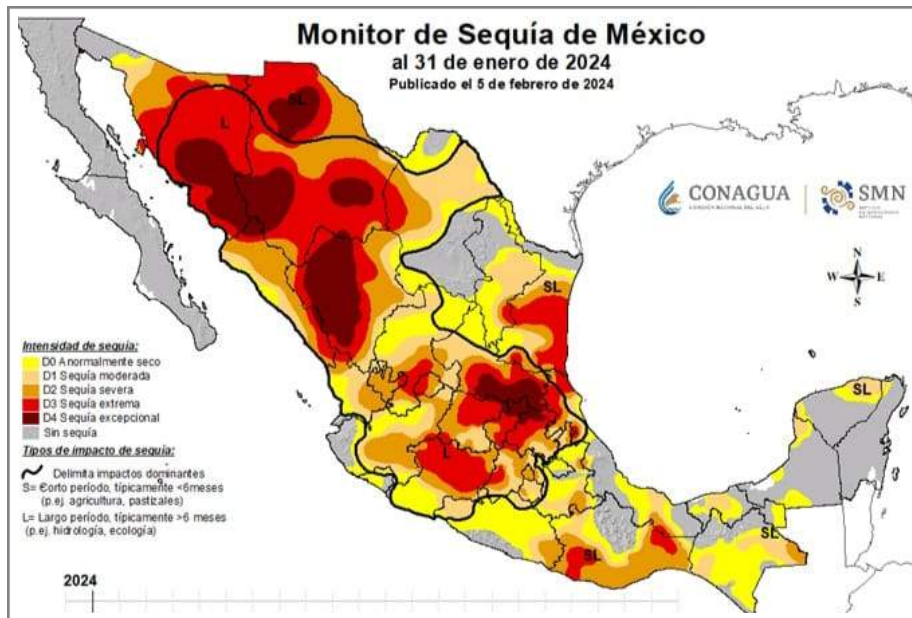 Monitor de Sequía de México
al 31 de enero de 2024
Publicado el 5 de febrero de 2024
SL
L
CONAGUA
SMN
SL
N
W E
S
Intensidad de sequía:
D0 Anormalmente seco
D1 Sequía moderada
D2 Sequía severa
D3 Sequía extrema
D4 Sequía excepcional
Sin sequía
Tipos de impacto de sequía:
Delimita impactos dominantes
S= Corto período, típicamente <6meses
(p.ej. agricultura, pastizales)
L= Largo período, típicamente >6 meses
(p.ej. hidrología, ecología)
SL
L
SL
SL
2024